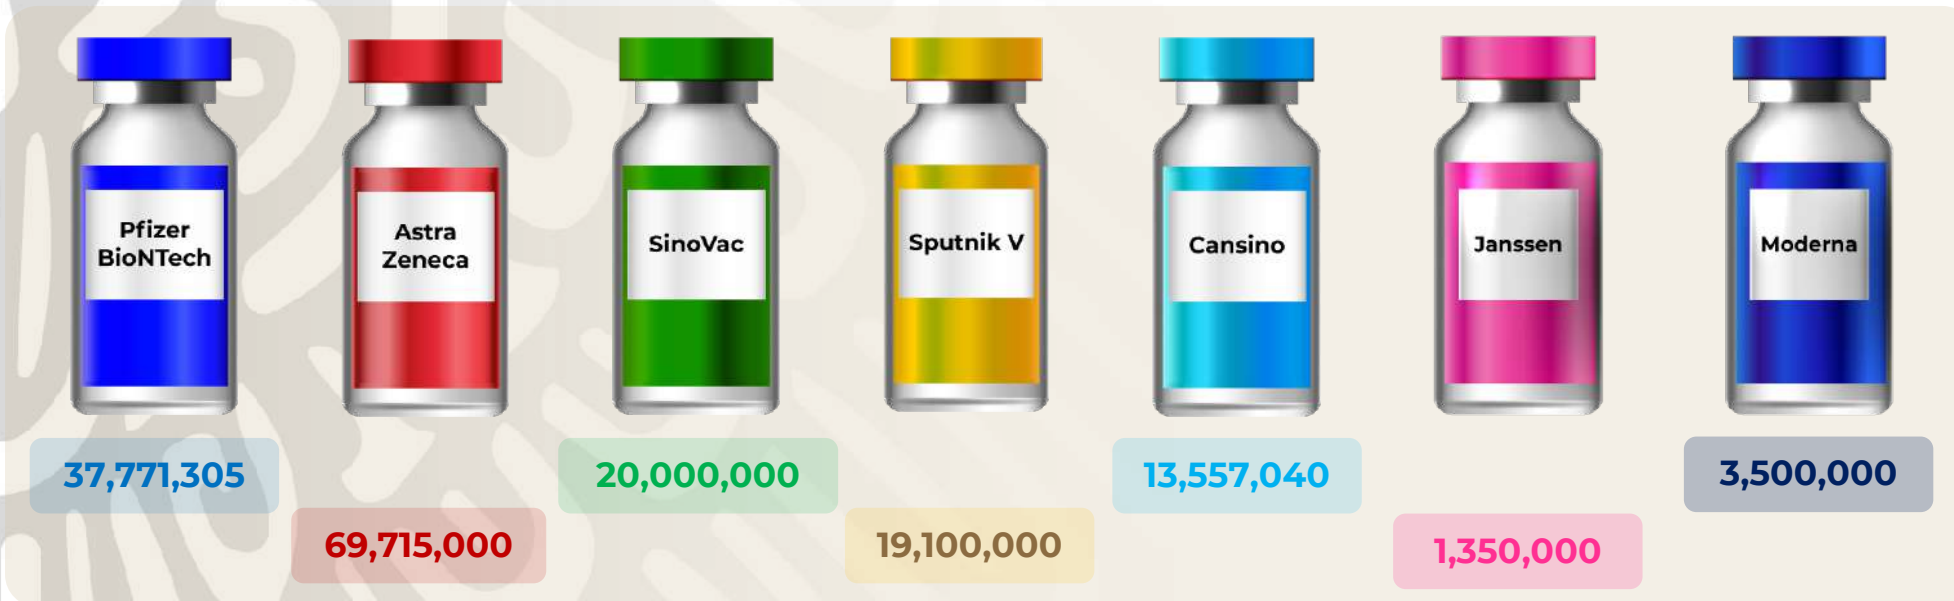 Pfizer
BioNTech
Astra
Zeneca
SinoVac
Sputnik V
Cansino
Janssen
Moderna
37,771,305
69,715,000
20,000,000
19,100,000
13,557,040
1,350,000
3,500,000